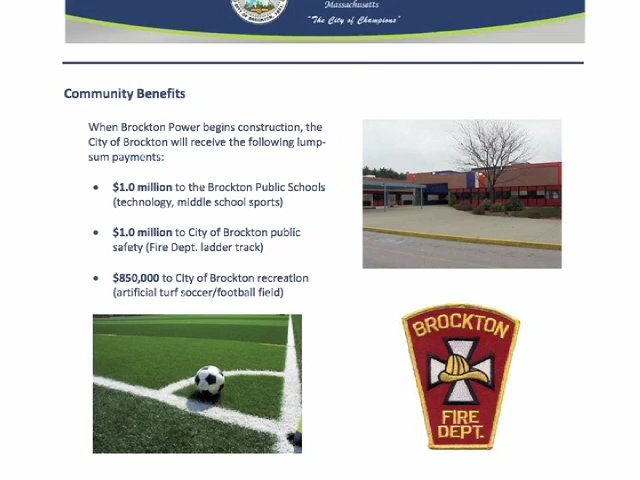 Massachusetts
"The City of Champions"
Community Benefits
When Brockton Power begins construction, the
City of Brockton will receive the following lump-
sum payments:
• $1.0 million to the Brockton Public Schools
(technology, middle school sports)
• $1.0 million to City of Brockton public
safety (Fire Dept. ladder track)
• $850,000 to City of Brockton recreation
(artificial turf soccer/football field)
BROCKTON
FIRE
DEPT.